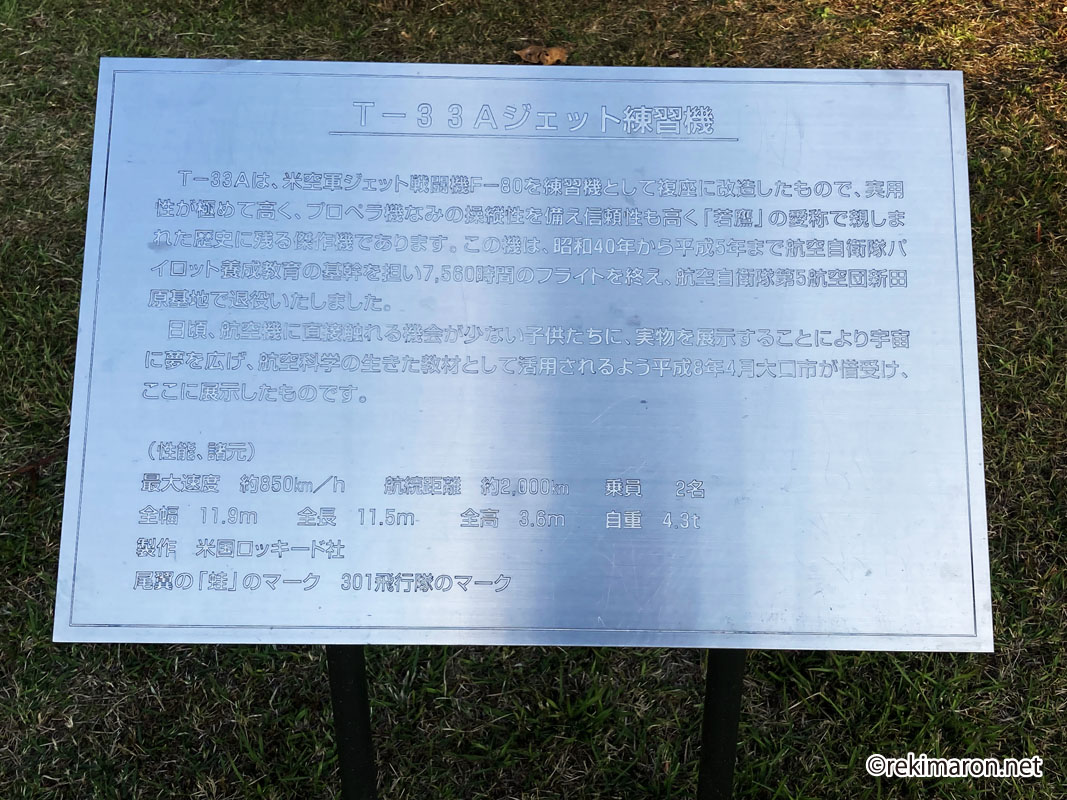 T－33Aジェット練習機
T－33Aは、米空軍ジェット戦闘機F－80を練習機として複座に改造したもので、実用
性が極めて高く、プロペラ機なみの操縦性を備え信頼性も高く「若鷹」の愛称で親しま
れた歴史に残る傑作機であります。この機は、昭和40年から平成5年まで航空自衛隊パ
イロット養成教育の基幹を担い7,560時間のフライトを終え、航空自衛隊第5航空団新田
原基地で退役いたしました。
日頃、航空機に直接触れる機会が少ない子供たちに、実物を展示することにより宇宙
に夢を広げ、航空科学の生きた教材として活用されるよう平成8年4月大口市が借受け、
ここに展示したものです。
（性能、諸元）
最大速度 約850㎞／h 航続距離 約2,000㎞ 乗員 2名
全幅 11.9m 全長 11.5m 全高 3.6m 自重 4.3t
製作 米国ロッキード社
尾翼の「蛙」のマーク 301飛行隊のマーク
©rekimaron.net